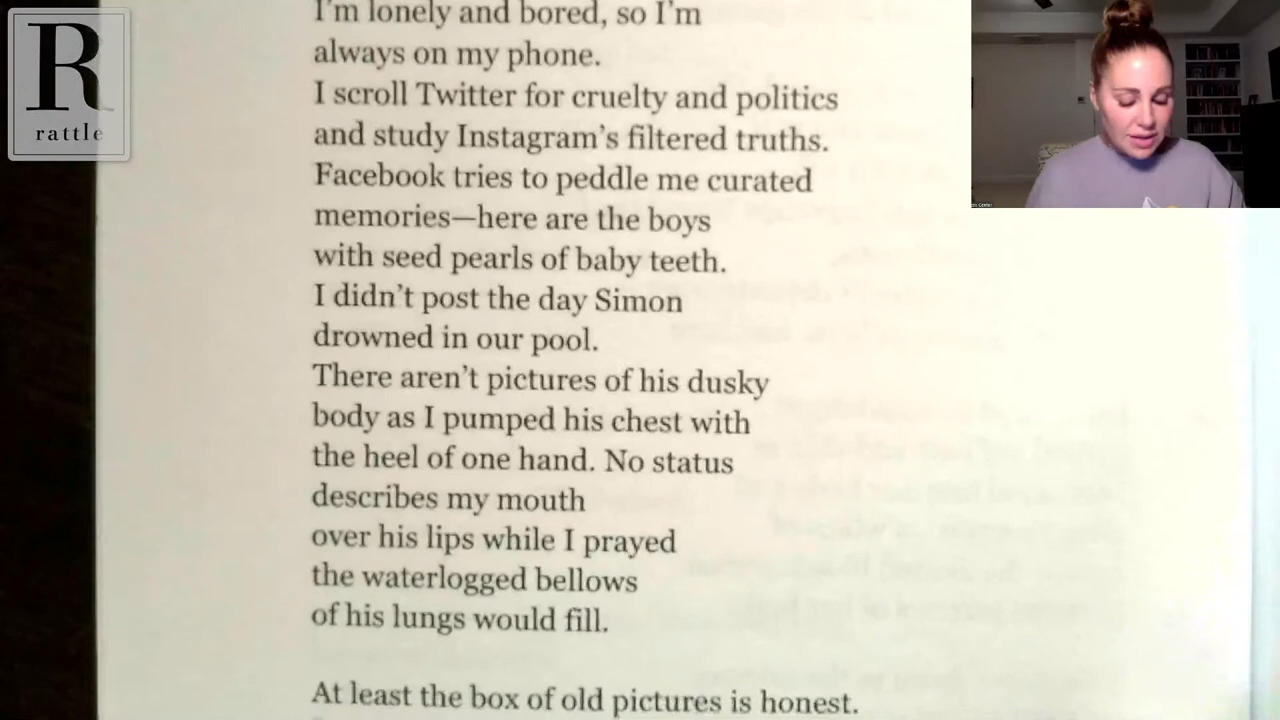 R
rattle
I'm lonely and bored, so I'm
always on my phone.
I scroll Twitter for cruelty and politics
and study Instagram's filtered truths.
Facebook tries to peddle me curated
memories—here are the boys
with seed pearls of baby teeth.
I didn't post the day Simon
drowned in our pool.
There aren't pictures of his dusky
body as I pumped his chest with
the heel of one hand. No status
describes my mouth
over his lips while I prayed
the waterlogged bellows
of his lungs would fill.
At least the box of old pictures is honest.